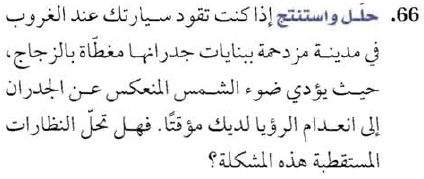 66. حلّل واستنتج إذا كنت تقود سيارتك عند الغروب
في مدينة مزدحمة ببنايات جدرانها مغطّاة بالزجاج،
حيث يؤدي ضوء الشمس المنعكس عن الجدران
إلى انعدام الرؤيا لديك مؤقتًا. فهل تحلّ النظارات
المستقطبة هذه المشكلة؟